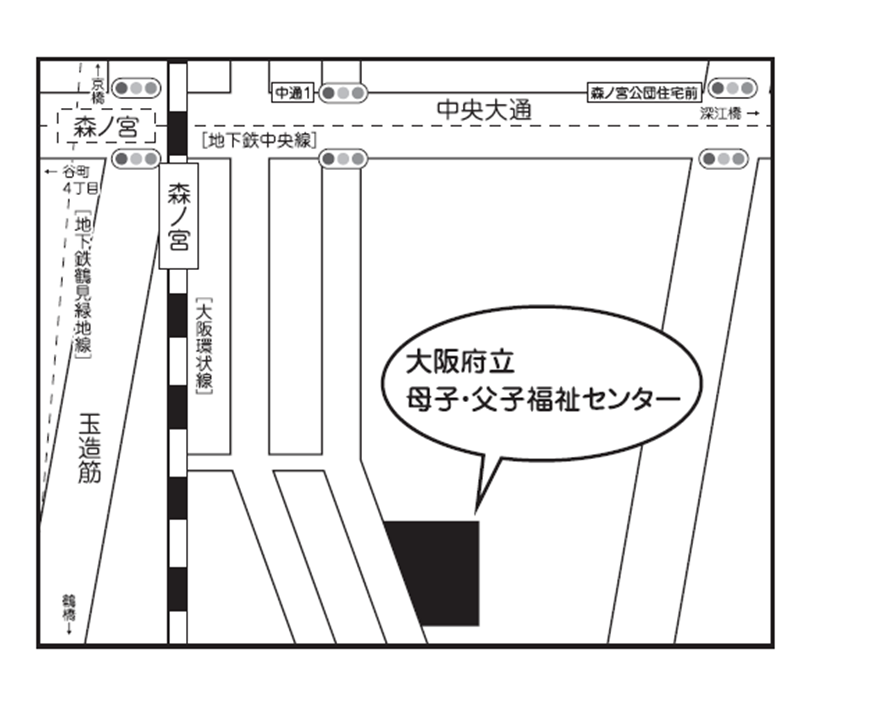 ↑京橋
中通1
森ノ宮公団住宅前
中央大通
深江橋 →
森ノ宮
[地下鉄中央線]
← 谷町
4丁目
森ノ宮
[地下鉄鶴見緑地線]
[大阪環状線]
大阪府立
母子・父子福祉センター
玉造筋
鶴橋↓